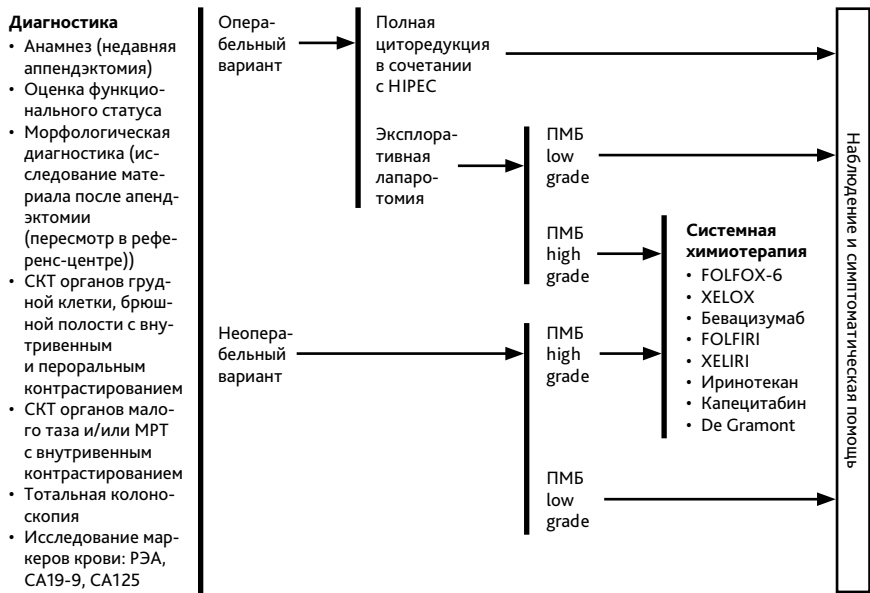 Диагностика
• Анамнез (недавняя
аппендэктомия)
• Оценка функцио-
нального статуса
• Морфологическая
диагностика (ис-
следование мате-
риала после апенд-
эктомии
(пересмотр в рефе-
ренс-центре))
• СКТ органов груд-
ной клетки, брюш-
ной полости с вну-
тривенным
и пероральным
контрастированием
• СКТ органов мало-
го таза и/или МРТ
с внутривенным
контрастированием
• Тотальная колоно-
скопия
• Исследование мар-
керов крови: РЭА,
СА19-9, СА125
Опера-
бельный
вариант
Неопера-
бельный
вариант
Полная
циторедукция
в сочетании
с HIPEC
Эксплора-
тивная
лапаро-
томия
ПМБ
low
grade
ПМБ
high
grade
ПМБ
high
grade
ПМБ
low
grade
Системная
химиотерапия
• FOLFOX-6
• XELOX
• Бевацизумаб
• FOLFIRI
• XELIRI
• Иринотекан
• Капецитабин
• De Gramont
Наблюдение и симптоматическая помощь